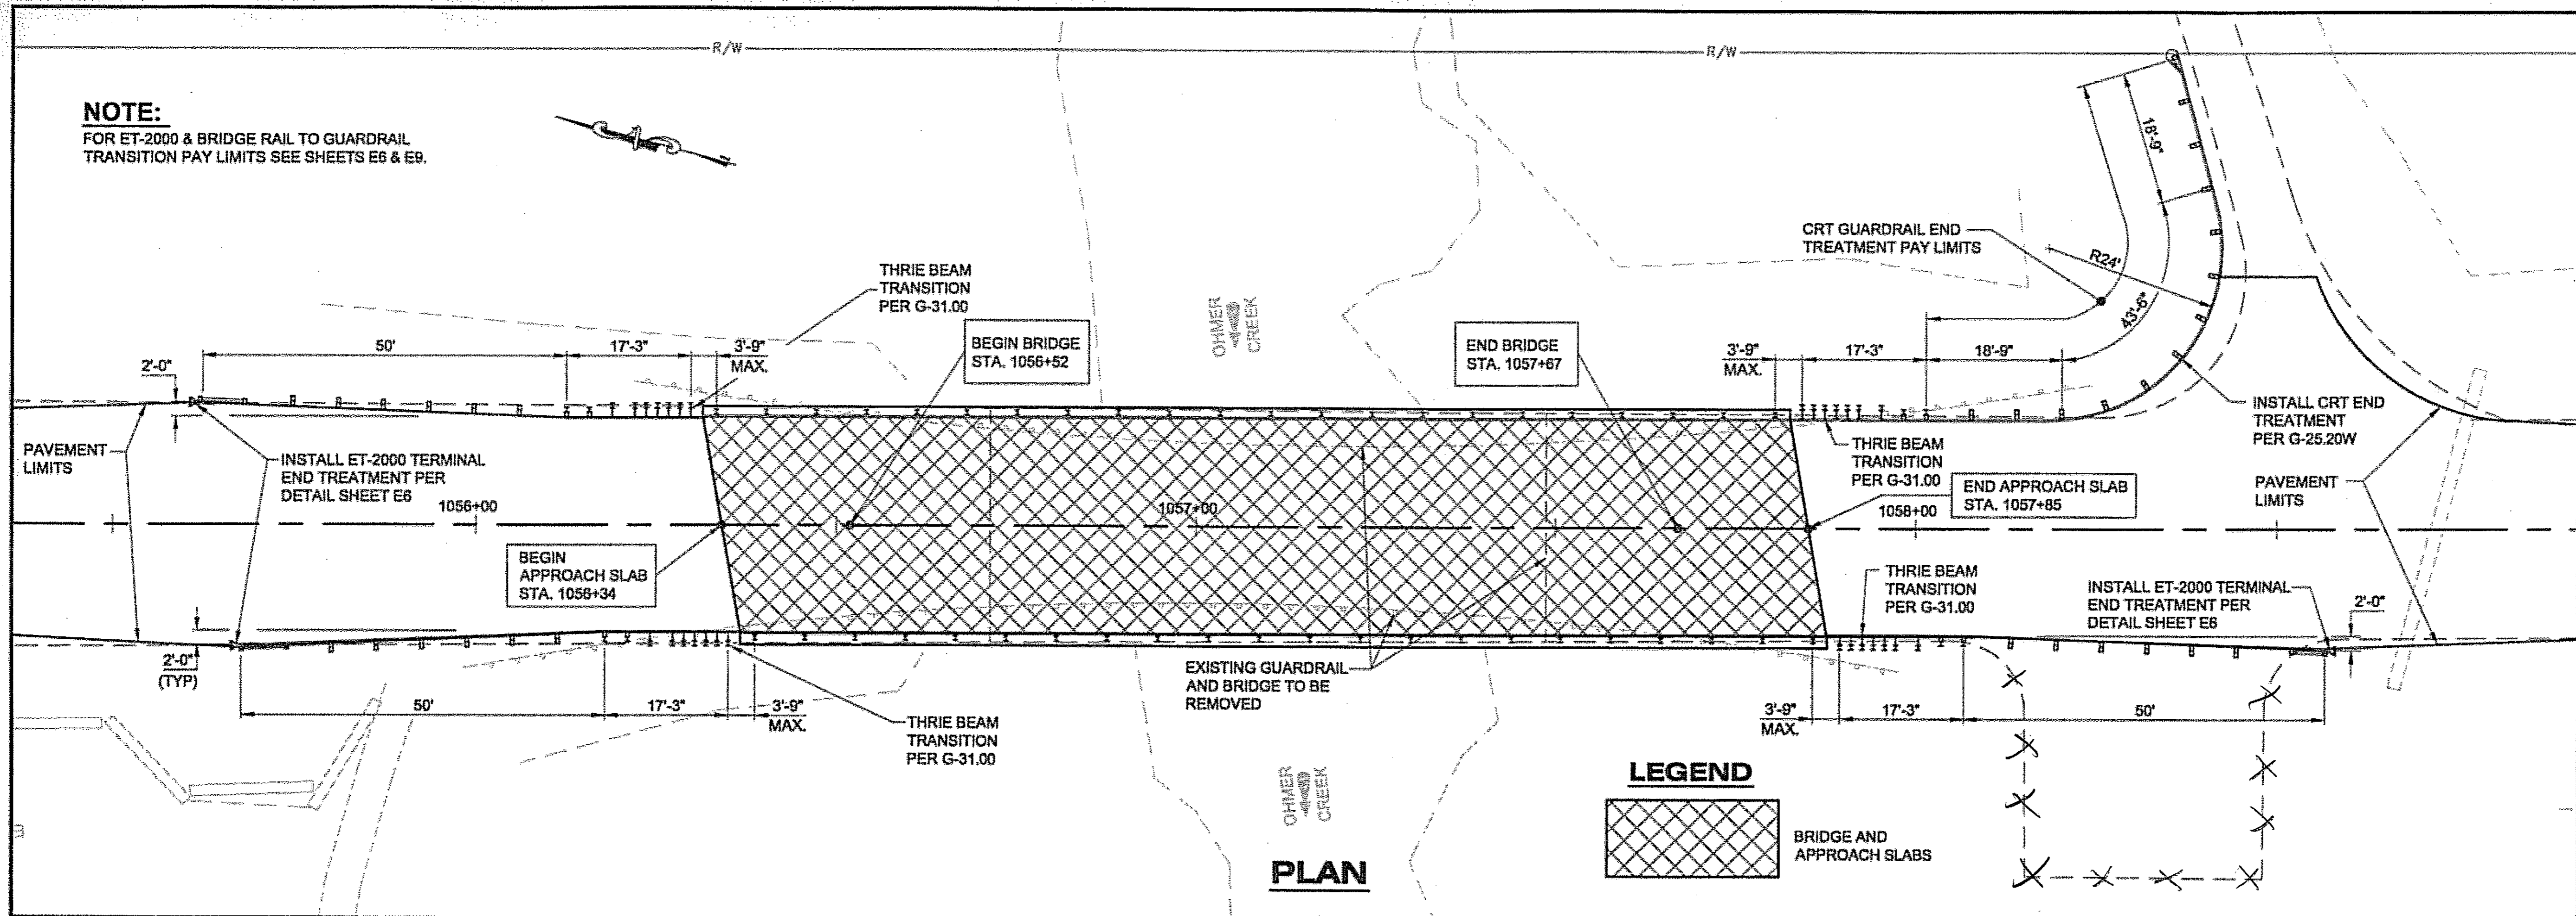 R/W
R/W
NOTE:
FOR ET-2000 & BRIDGE RAIL TO GUARDRAIL
TRANSITION PAY LIMITS SEE SHEETS E6 & E9.
18'-9"
CRT GUARDRAIL END
TREATMENT PAY LIMITS
R24'
43'-6"
THRIE BEAM
TRANSITION
PER G-31.00
OHMER
CREEK
BEGIN BRIDGE
STA. 1056+52
END BRIDGE
STA. 1057+67
2'-0"
50'
17'-3"
3'-9"
MAX.
3'-9"
MAX.
17'-3"
18'-9"
INSTALL CRT END
TREATMENT
PER G-25.20W
PAVEMENT
LIMITS
INSTALL ET-2000 TERMINAL
END TREATMENT PER
DETAIL SHEET E6
THRIE BEAM
TRANSITION
PER G-31.00
END APPROACH SLAB
STA. 1057+85
PAVEMENT
LIMITS
1056+00
1057+00
1058+00
BEGIN
APPROACH SLAB
STA. 1056+34
THRIE BEAM
TRANSITION
PER G-31.00
INSTALL ET-2000 TERMINAL
END TREATMENT PER
DETAIL SHEET E6
2'-0"
2'-0"
(TYP)
EXISTING GUARDRAIL
AND BRIDGE TO BE
REMOVED
50'
17'-3"
3'-9"
MAX.
THRIE BEAM
TRANSITION
PER G-31.00
3'-9"
MAX.
17'-3"
50'
OHMER
CREEK
LEGEND
BRIDGE AND
APPROACH SLABS
PLAN